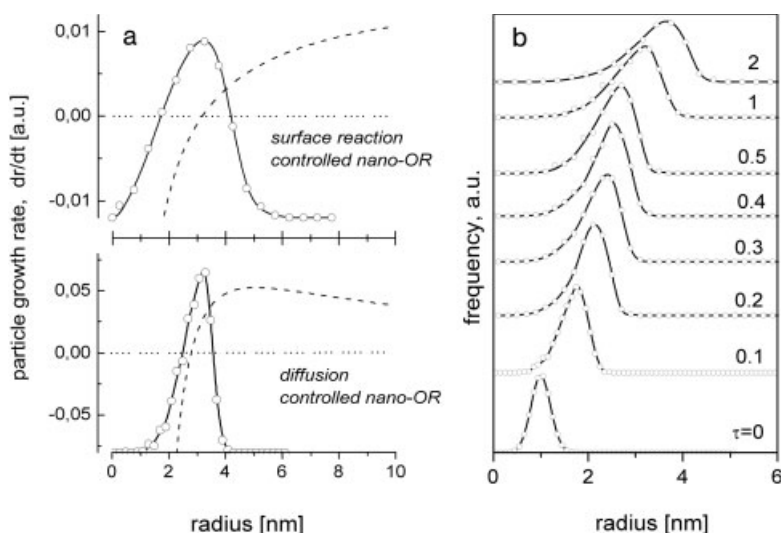 a
0,01
0,00
-0,01
surface reaction
controlled nano-OR
0,05
0,00
-0,05
diffusion
controlled nano-OR
0 2 4 6 8 10
radius [nm]
particle growth rate, dr/dt [a.u.]
b
2
1
0.5
0.4
0.3
0.2
0.1
τ=0
0 2 4 6
radius [nm]
frequency, a.u.